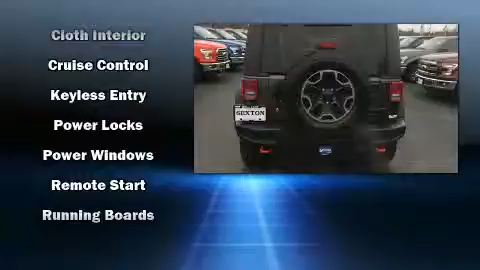 Cloth Interior
Cruise Control
Keyless Entry
Power Locks
Power Windows
Remote Start
Running Boards
SEXTON